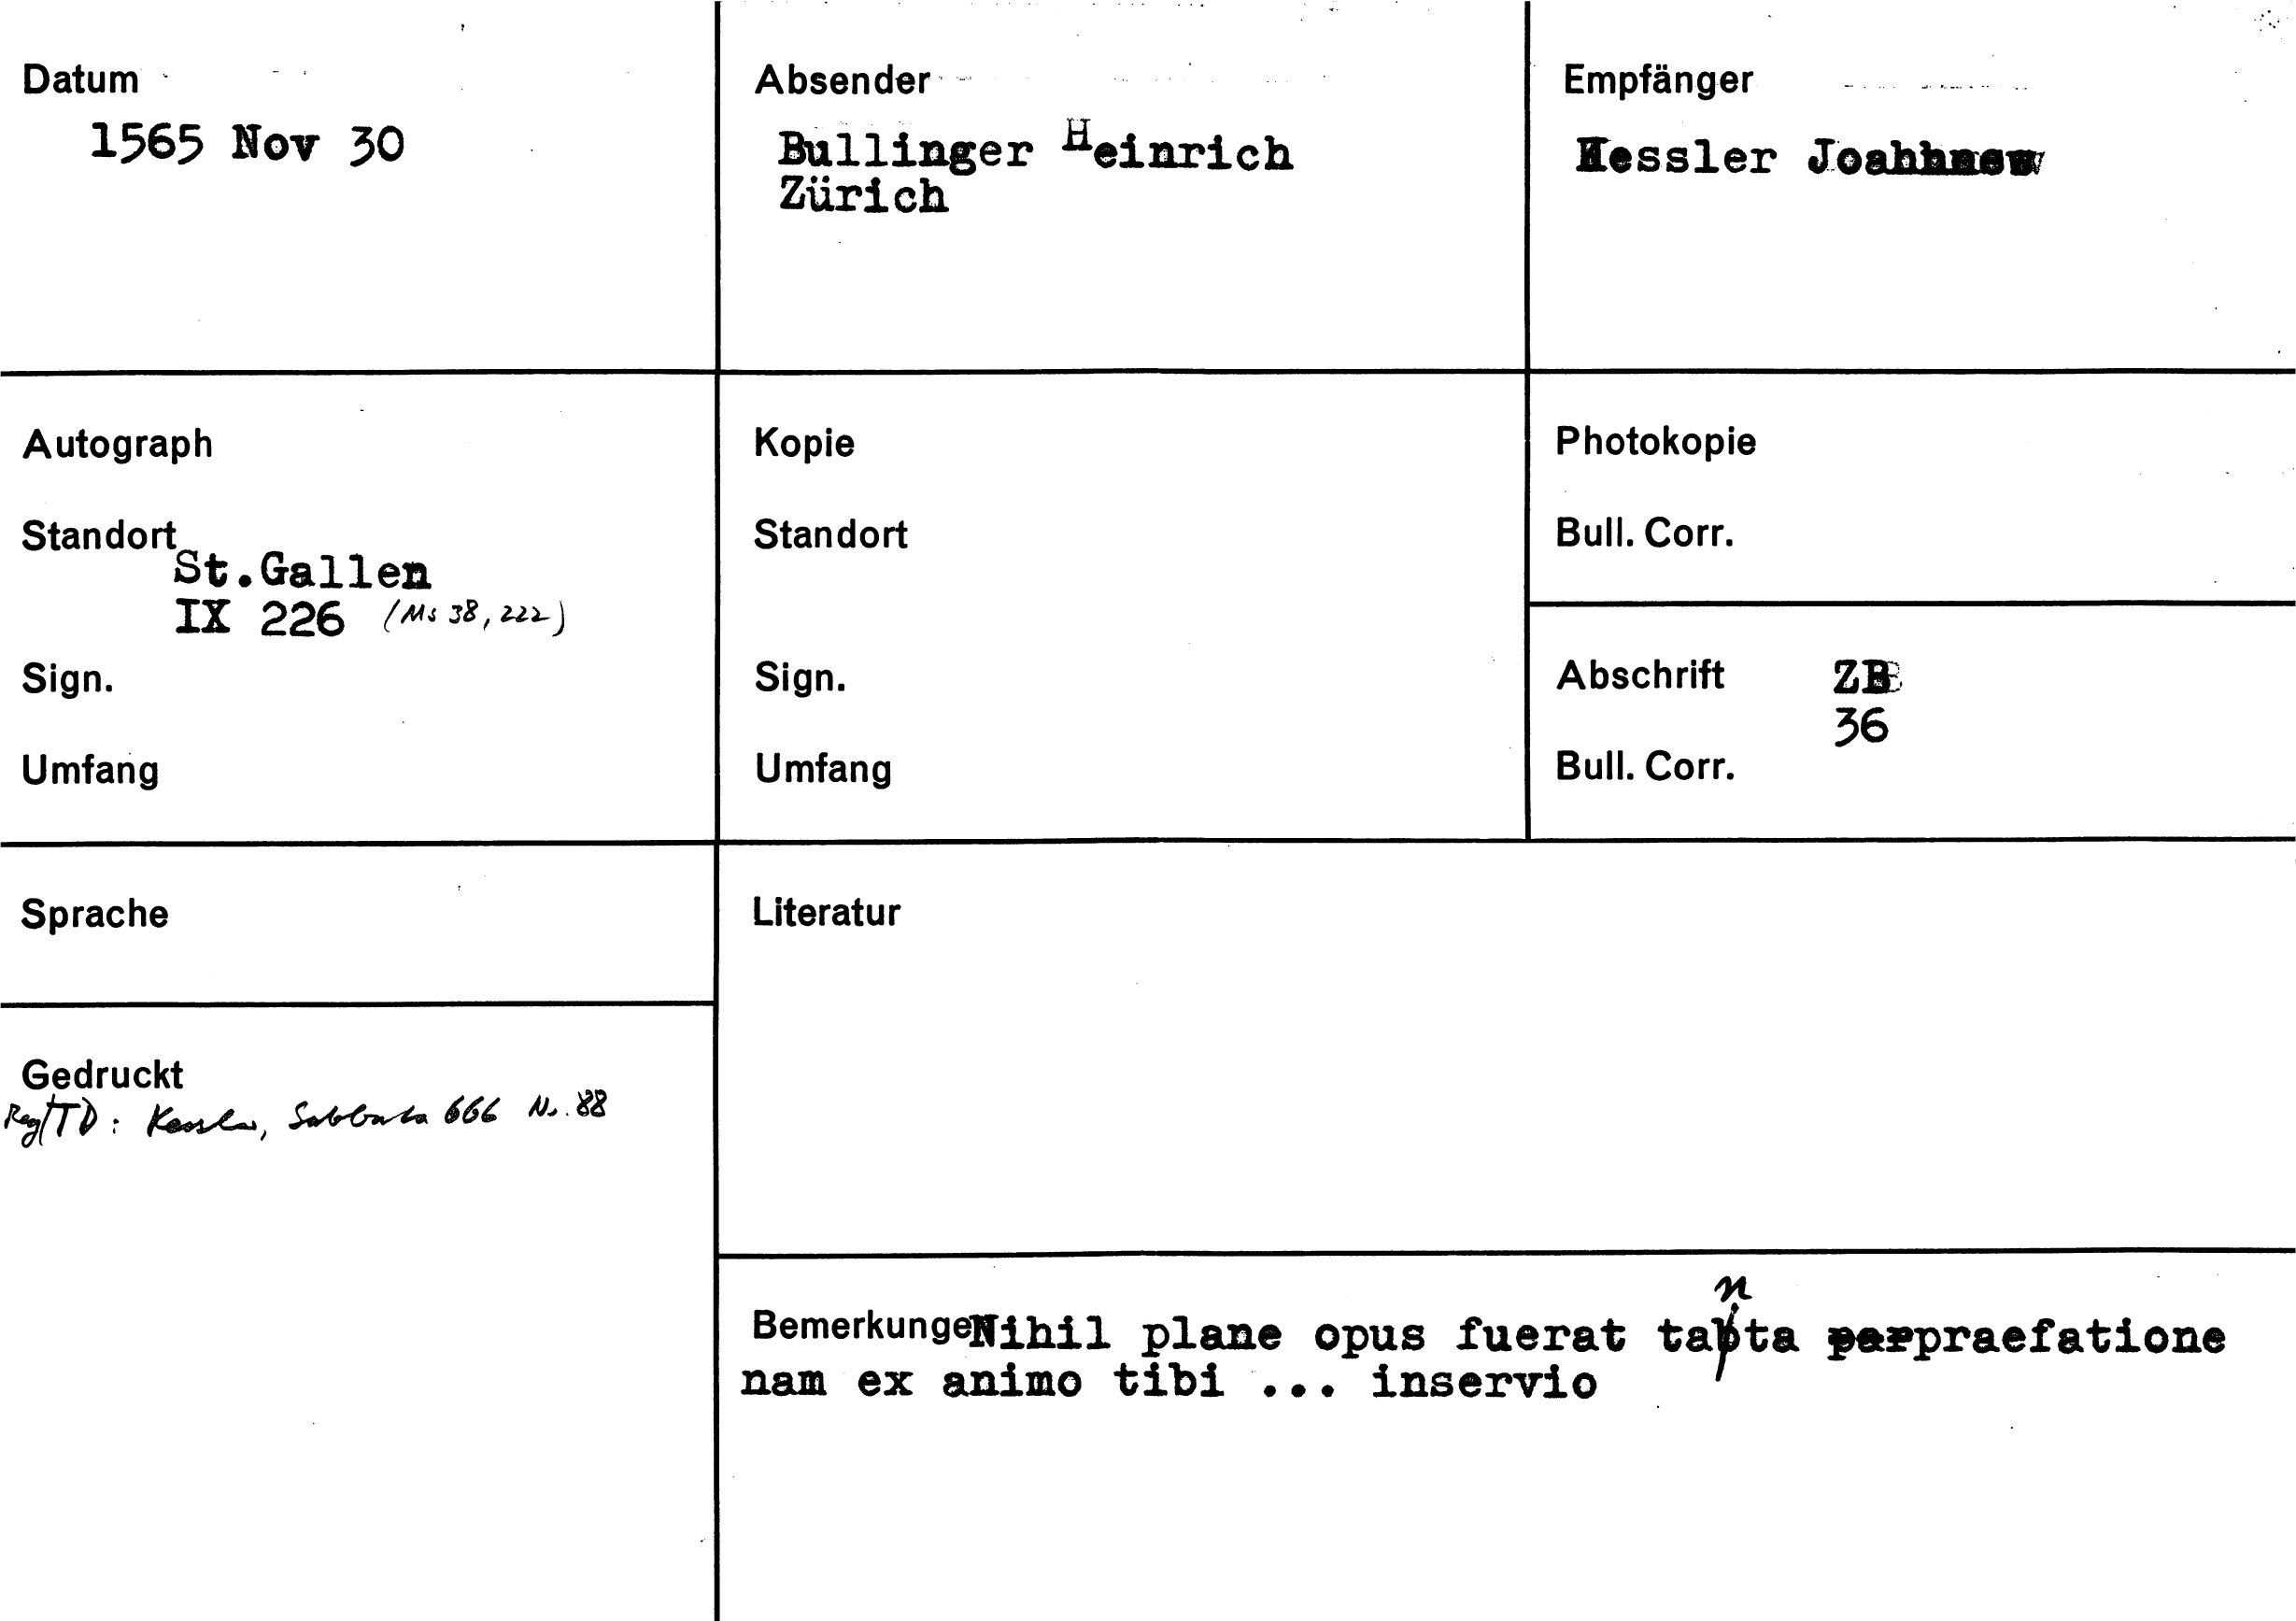 Datum
1565 Nov 30
Absender
Bullinger Heinrich
Zürich
Empfänger
Kessler
Autograph
Standort
St.Gallen
IX 226 (Ms 38, 222)
Sign.
Umfang
Kopie
Standort
Sign.
Umfang
Photokopie
Bull. Corr.
Abschrift ZB
36
Bull. Corr.
Sprache
Gedruckt
Reg/TD: Kessler, Sabbata 666 Nr. 88
Literatur
Bemerkungen Nihil plane opus fuerat tanta praefatione
nam ex animo tibi ... inservio